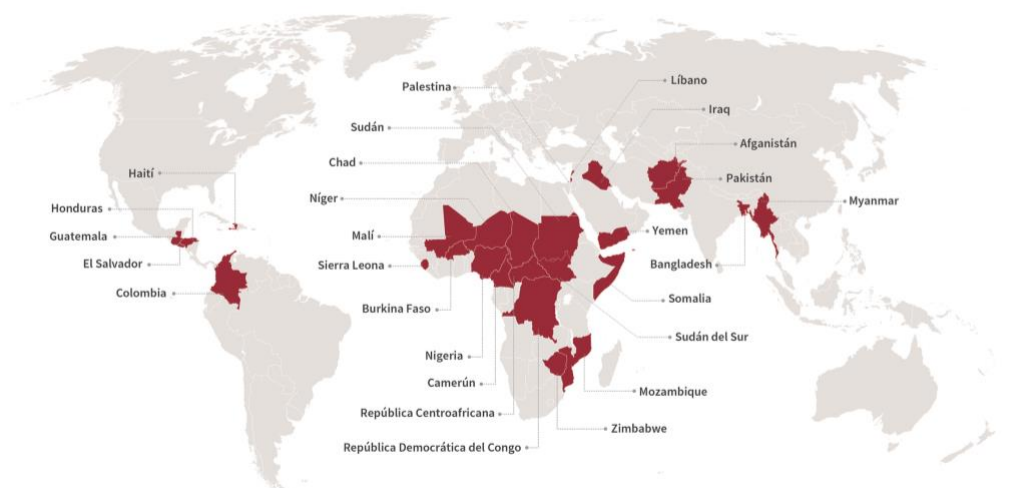 Palestina
Líbano
Iraq
Sudán
Afganistán
Chad
Haití
Pakistán
Níger
Myanmar
Honduras
Guatemala
Malí
Yemen
El Salvador
Sierra Leona
Bangladesh
Colombia
Somalia
Burkina Faso
Sudán del Sur
Nigeria
Camerún
Mozambique
República Centroafricana
Zimbabwe
República Democrática del Congo